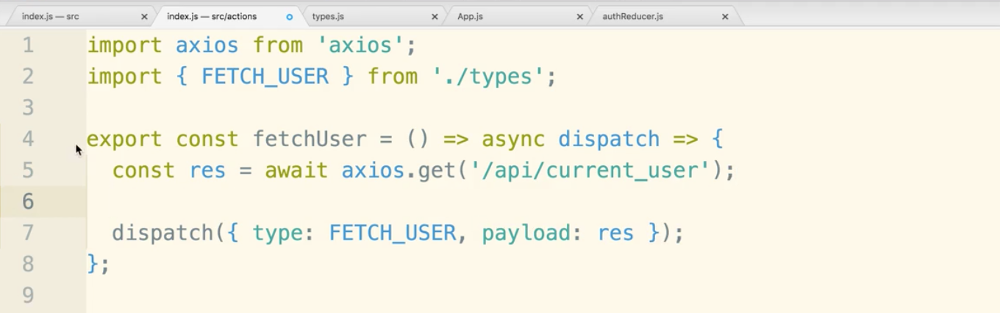 index.js — src index.js — src/actions types.js App.js authReducer.js
1 import axios from 'axios';
2 import { FETCH_USER } from './types';
3
4 export const fetchUser = () => async dispatch => {
5   const res = await axios.get('/api/current_user');
6
7   dispatch({ type: FETCH_USER, payload: res });
8 };
9